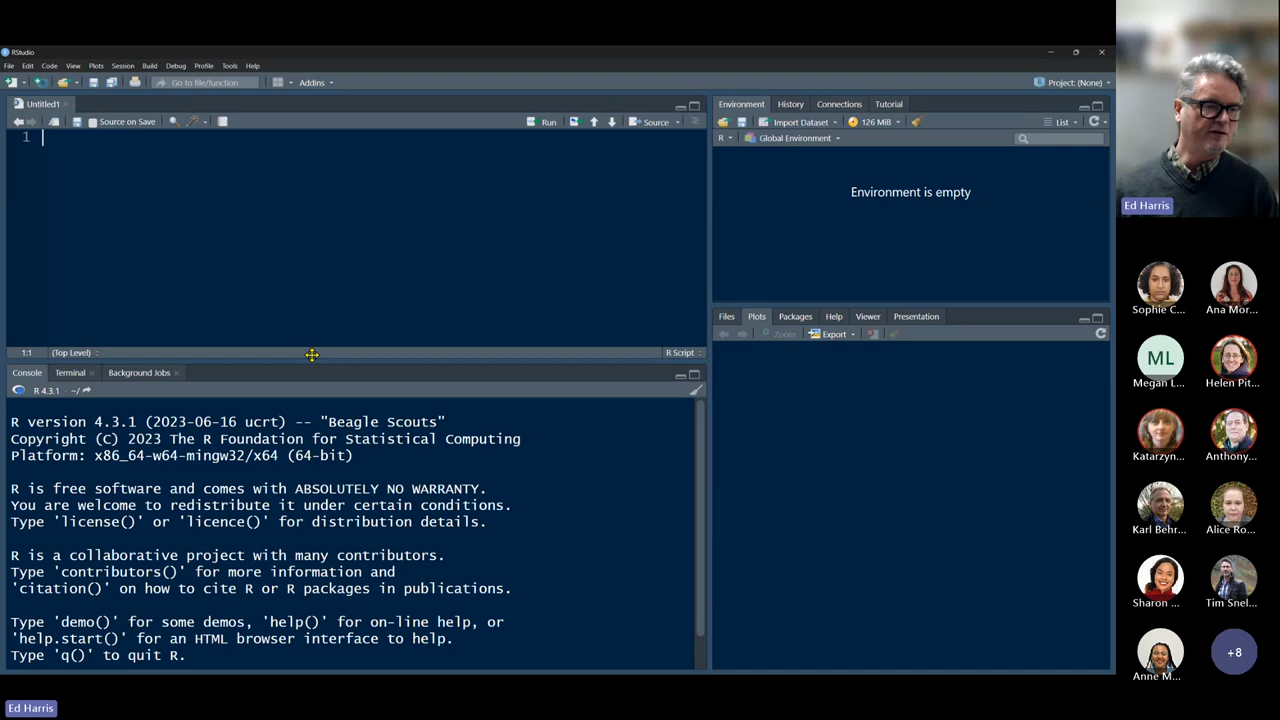 RStudio
File Edit Code View Plots Session Build Debug Profile Tools Help
Go to file/function Addins Project: (None)
Untitled1
Source on Save Run Source
1
1:1 (Top Level) R Script
Console Terminal Background Jobs
R 4.3.1 · ~/
R version 4.3.1 (2023-06-16 ucrt) -- "Beagle Scouts"
Copyright (C) 2023 The R Foundation for Statistical Computing
Platform: x86_64-w64-mingw32/x64 (64-bit)
R is free software and comes with ABSOLUTELY NO WARRANTY.
You are welcome to redistribute it under certain conditions.
Type 'license()' or 'licence()' for distribution details.
R is a collaborative project with many contributors.
Type 'contributors()' for more information and
'citation()' on how to cite R or R packages in publications.
Type 'demo()' for some demos, 'help()' for on-line help, or
'help.start()' for an HTML browser interface to help.
Type 'q()' to quit R.
Environment History Connections Tutorial
Import Dataset 126 MiB List
R Global Environment
Environment is empty
Files Plots Packages Help Viewer Presentation
Zoom Export
Ed Harris
Sophie C... Ana Mor...
ML
Megan L... Helen Pit...
Katarzyn... Anthony...
Karl Behr... Alice Ro...
Sharon ... Tim Snel...
+8
Anne M...
Ed Harris